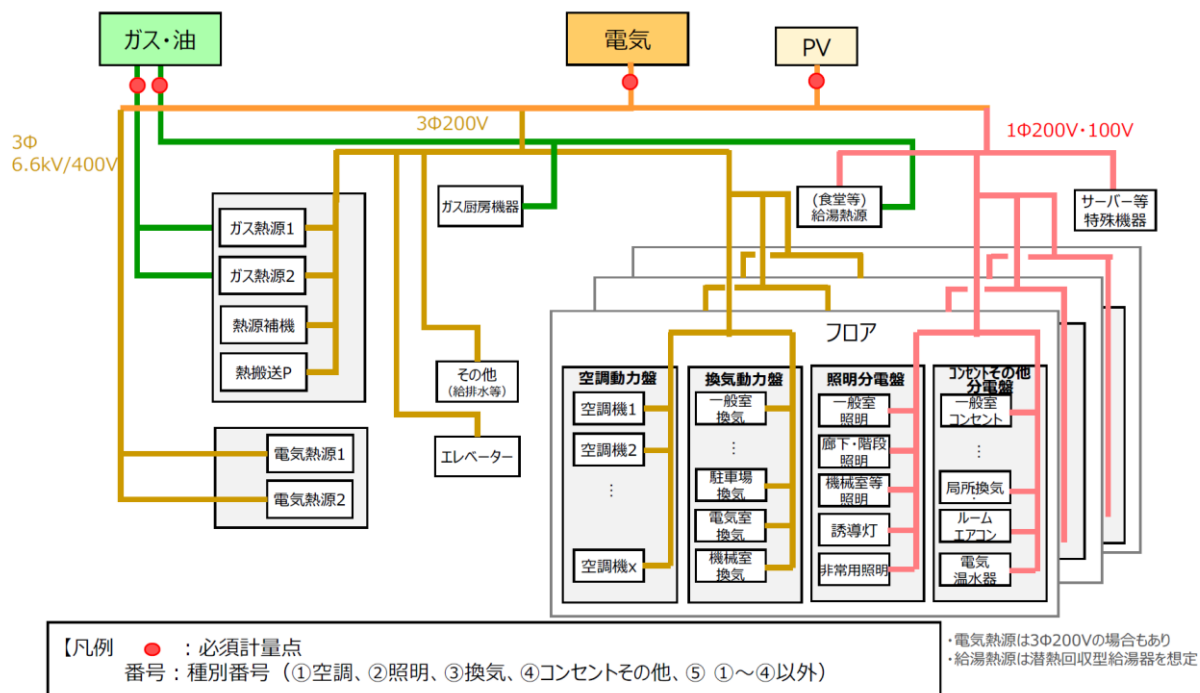 ガス・油
電気
PV
3Φ
6.6kV/400V
3Φ200V
1Φ200V・100V
ガス熱源1
ガス熱源2
熱源補機
熱搬送P
電気熱源1
電気熱源2
ガス厨房機器
その他
(給排水等)
エレベーター
(食堂等)
給湯熱源
サーバー等
特殊機器
フロア
空調動力盤
空調機1
空調機2
…
空調機x
換気動力盤
一般室
換気
…
駐車場
換気
電気室
換気
機械室
換気
照明分電盤
一般室
照明
廊下・階段
照明
機械室等
照明
誘導灯
非常用照明
コンセントその他
分電盤
一般室
コンセント
…
局所換気
ルーム
エアコン
電気
温水器
【凡例 : 必須計量点
番号：種別番号（①空調、②照明、③換気、④コンセントその他、⑤ ①～④以外）
・電気熱源は3Φ200Vの場合もあり
・給湯熱源は潜熱回収型給湯器を想定